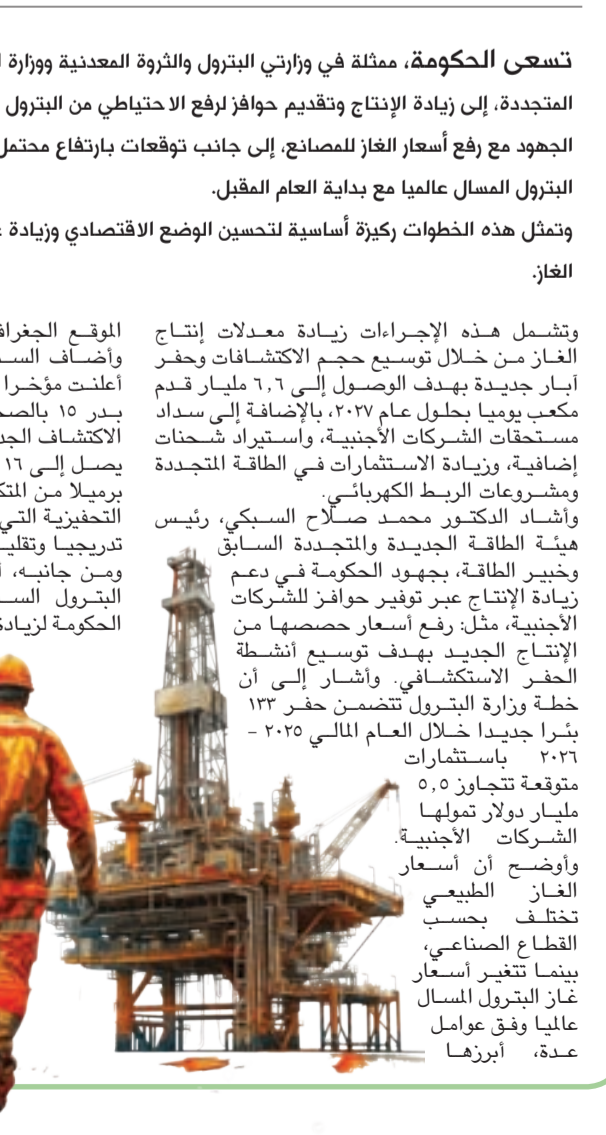 تسعى الحكومة، ممثلة في وزارتي البترول والثروة المعدنية ووزارة
المتجددة، إلى زيادة الإنتاج وتقديم حوافز لرفع الاحتياطي من البترول
الجهود مع رفع أسعار الغاز للمصانع، إلى جانب توقعات بارتفاع محتمل
البترول المسال عالميا مع بداية العام المقبل.
وتمثل هذه الخطوات ركيزة أساسية لتحسين الوضع الاقتصادي وزيادة
الغاز.
وتشمل هذه الإجراءات زيادة معدلات إنتاج
الغاز من خلال توسيع حجم الاكتشافات وحفر
آبار جديدة بهدف الوصول إلى ٦,٦ مليار قدم
مكعب يوميا بحلول عام ٢٠٢٧، بالإضافة إلى سداد
مستحقات الشركات الأجنبية، واستيراد شحنات
إضافية، وزيادة الاستثمارات في الطاقة المتجددة
ومشروعات الربط الكهربائي.
وأشاد الدكتور محمد صلاح السبكي، رئيس
هيئة الطاقة الجديدة والمتجددة السابق
وخبير الطاقة، بجهود الحكومة في دعم
زيادة الإنتاج عبر توفير حوافز للشركات
الأجنبية، مثل: رفع أسعار حصصها من
الإنتاج الجديد بهدف توسيع أنشطة
الحفر الاستكشافي. وأشار إلى أن
خطة وزارة البترول تتضمن حفر ١٣٣
بئرا جديدا خلال العام المالي ٢٠٢٥ –
٢٠٢٦ باستثمارات
متوقعة تتجاوز ٥,٥
مليار دولار تمولها
الشركات الأجنبية.
وأوضح أن أسعار
الغاز الطبيعي
تختلف بحسب
القطاع الصناعي،
بينما تتغير أسعار
غاز البترول المسال
عالميا وفق عوامل
عدة، أبرزها
الموقع
وأضاف
أعلنت مؤخرا
بدر ١٥
الاكتشاف
يصل إلى ١٦
برميلا من
التحفيزية التي
تدريجيا
ومن جانبه،
البترول
الحكومة لزيادة